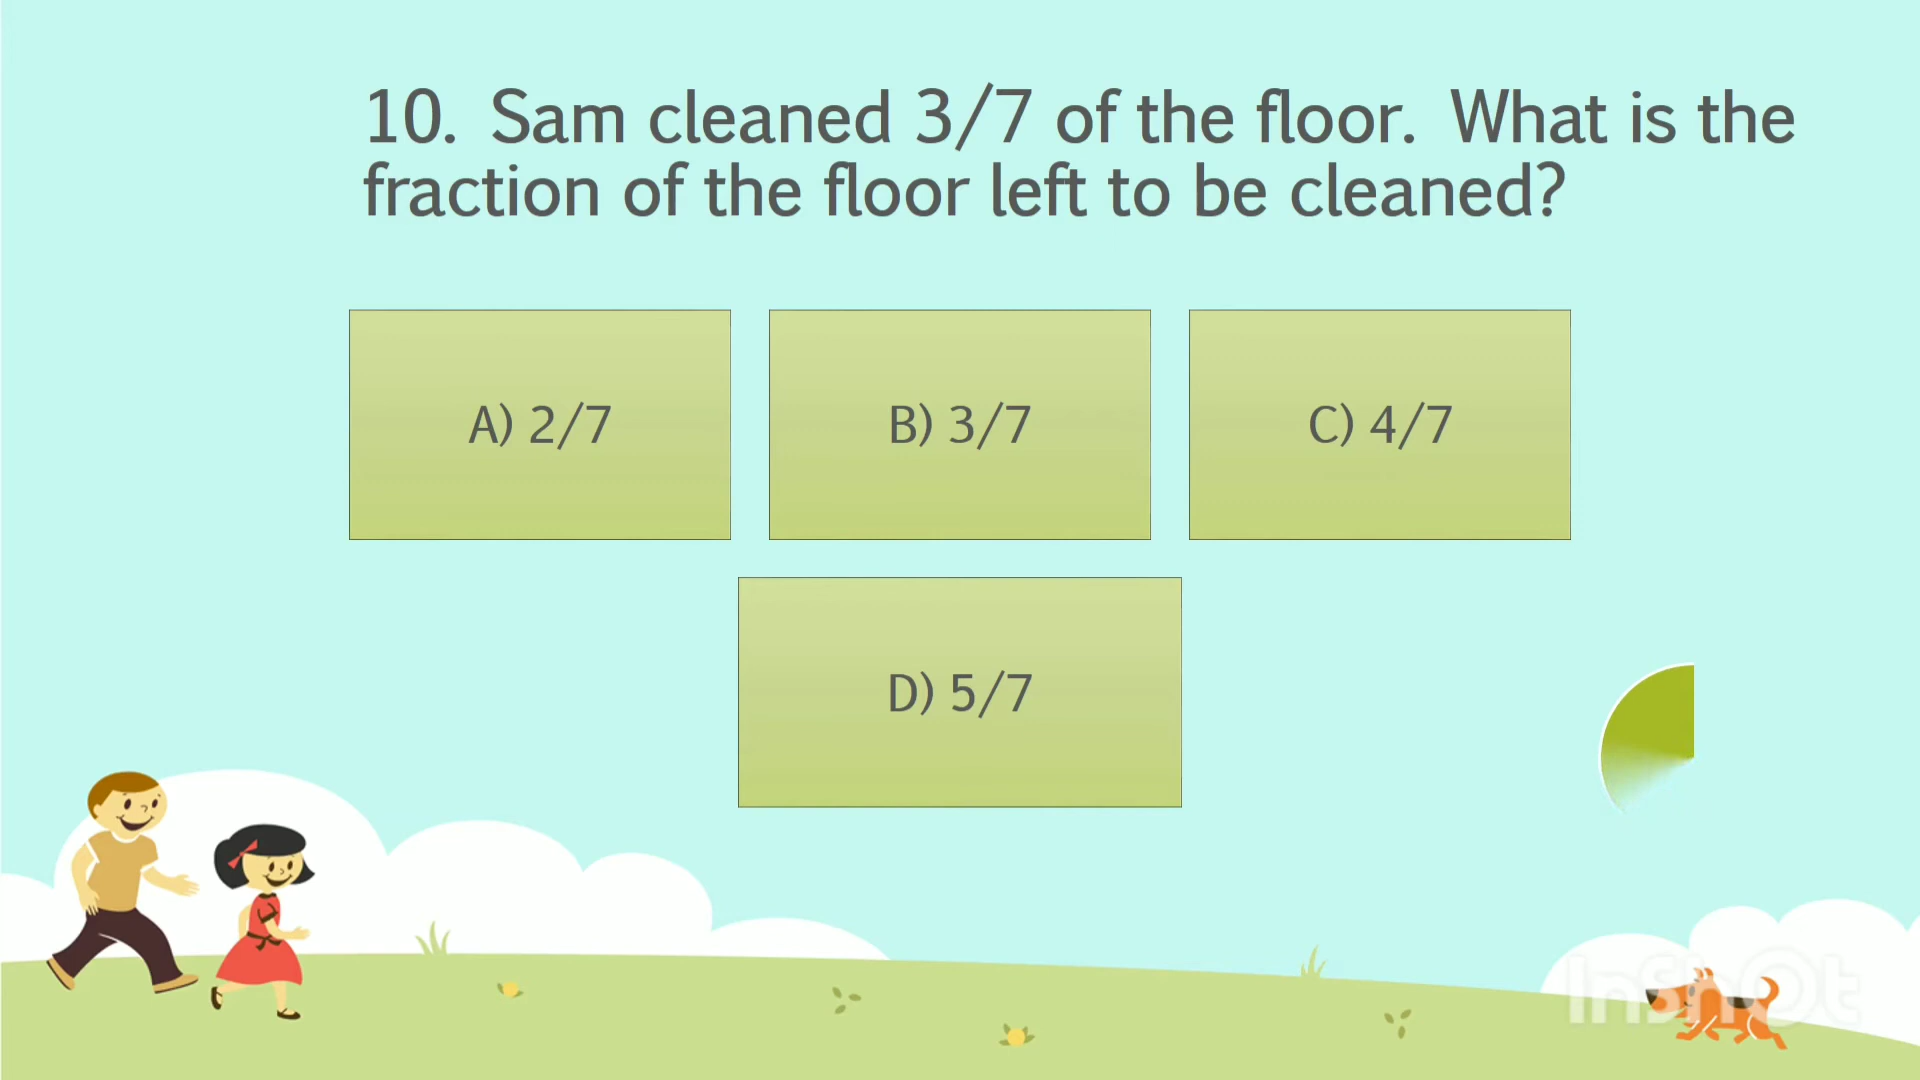 10. Sam cleaned 3/7 of the floor. What is the
fraction of the floor left to be cleaned?
A) 2/7
B) 3/7
C) 4/7
D) 5/7
InShOt